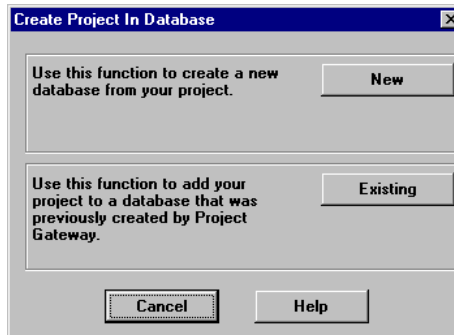 Create Project In Database
Use this function to create a new
database from your project.
New
Use this function to add your
project to a database that was
previously created by Project
Gateway.
Existing
Cancel
Help